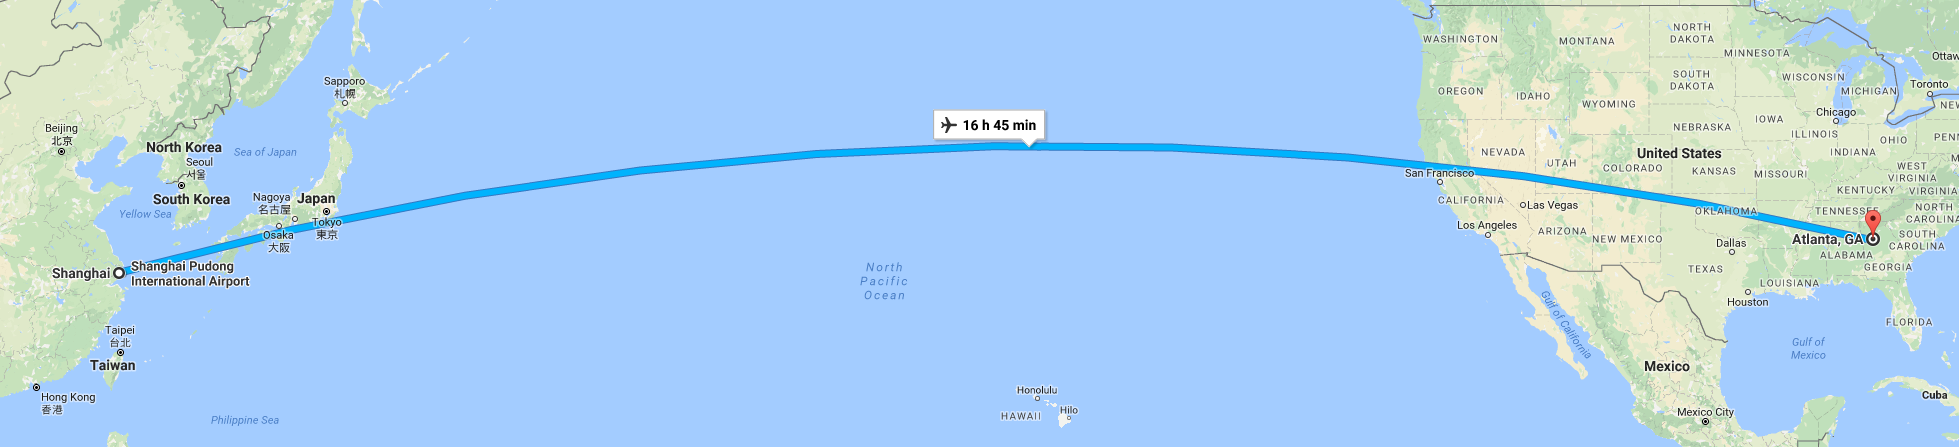 Sapporo
札幌
Beijing
北京
North Korea
Seoul
서울
South Korea
Sea of Japan
Yellow Sea
Nagoya
名古屋
Japan
Tokyo
東京
Osaka
大阪
Shanghai
Shanghai Pudong
International Airport
Taipei
台北
Taiwan
Hong Kong
香港
Philippine Sea
16 h 45 min
North
Pacific
Ocean
Honolulu
HAWAII
Hilo
WASHINGTON
MONTANA
NORTH
DAKOTA
MINNESOTA
Ottaw
OREGON
IDAHO
WYOMING
SOUTH
DAKOTA
WISCONSIN
MICHIGAN
Toronto
Chicago
NEW
NEBRASKA
IOWA
ILLINOIS
INDIANA
OHIO
PENN
NEVADA
UTAH
COLORADO
United States
KANSAS
MISSOURI
WEST
VIRGINIA
KENTUCKY
VIRGINIA
San Francisco
CALIFORNIA
Las Vegas
Los Angeles
ARIZONA
NEW MEXICO
OKLAHOMA
TENNESSEE
NORTH
CAROLINA
Atlanta, GA
SOUTH
CAROLINA
Dallas
ALABAMA
GEORGIA
TEXAS
LOUISIANA
Houston
FLORIDA
Gulf of California
Gulf of
Mexico
Mexico
Mexico City
Cuba